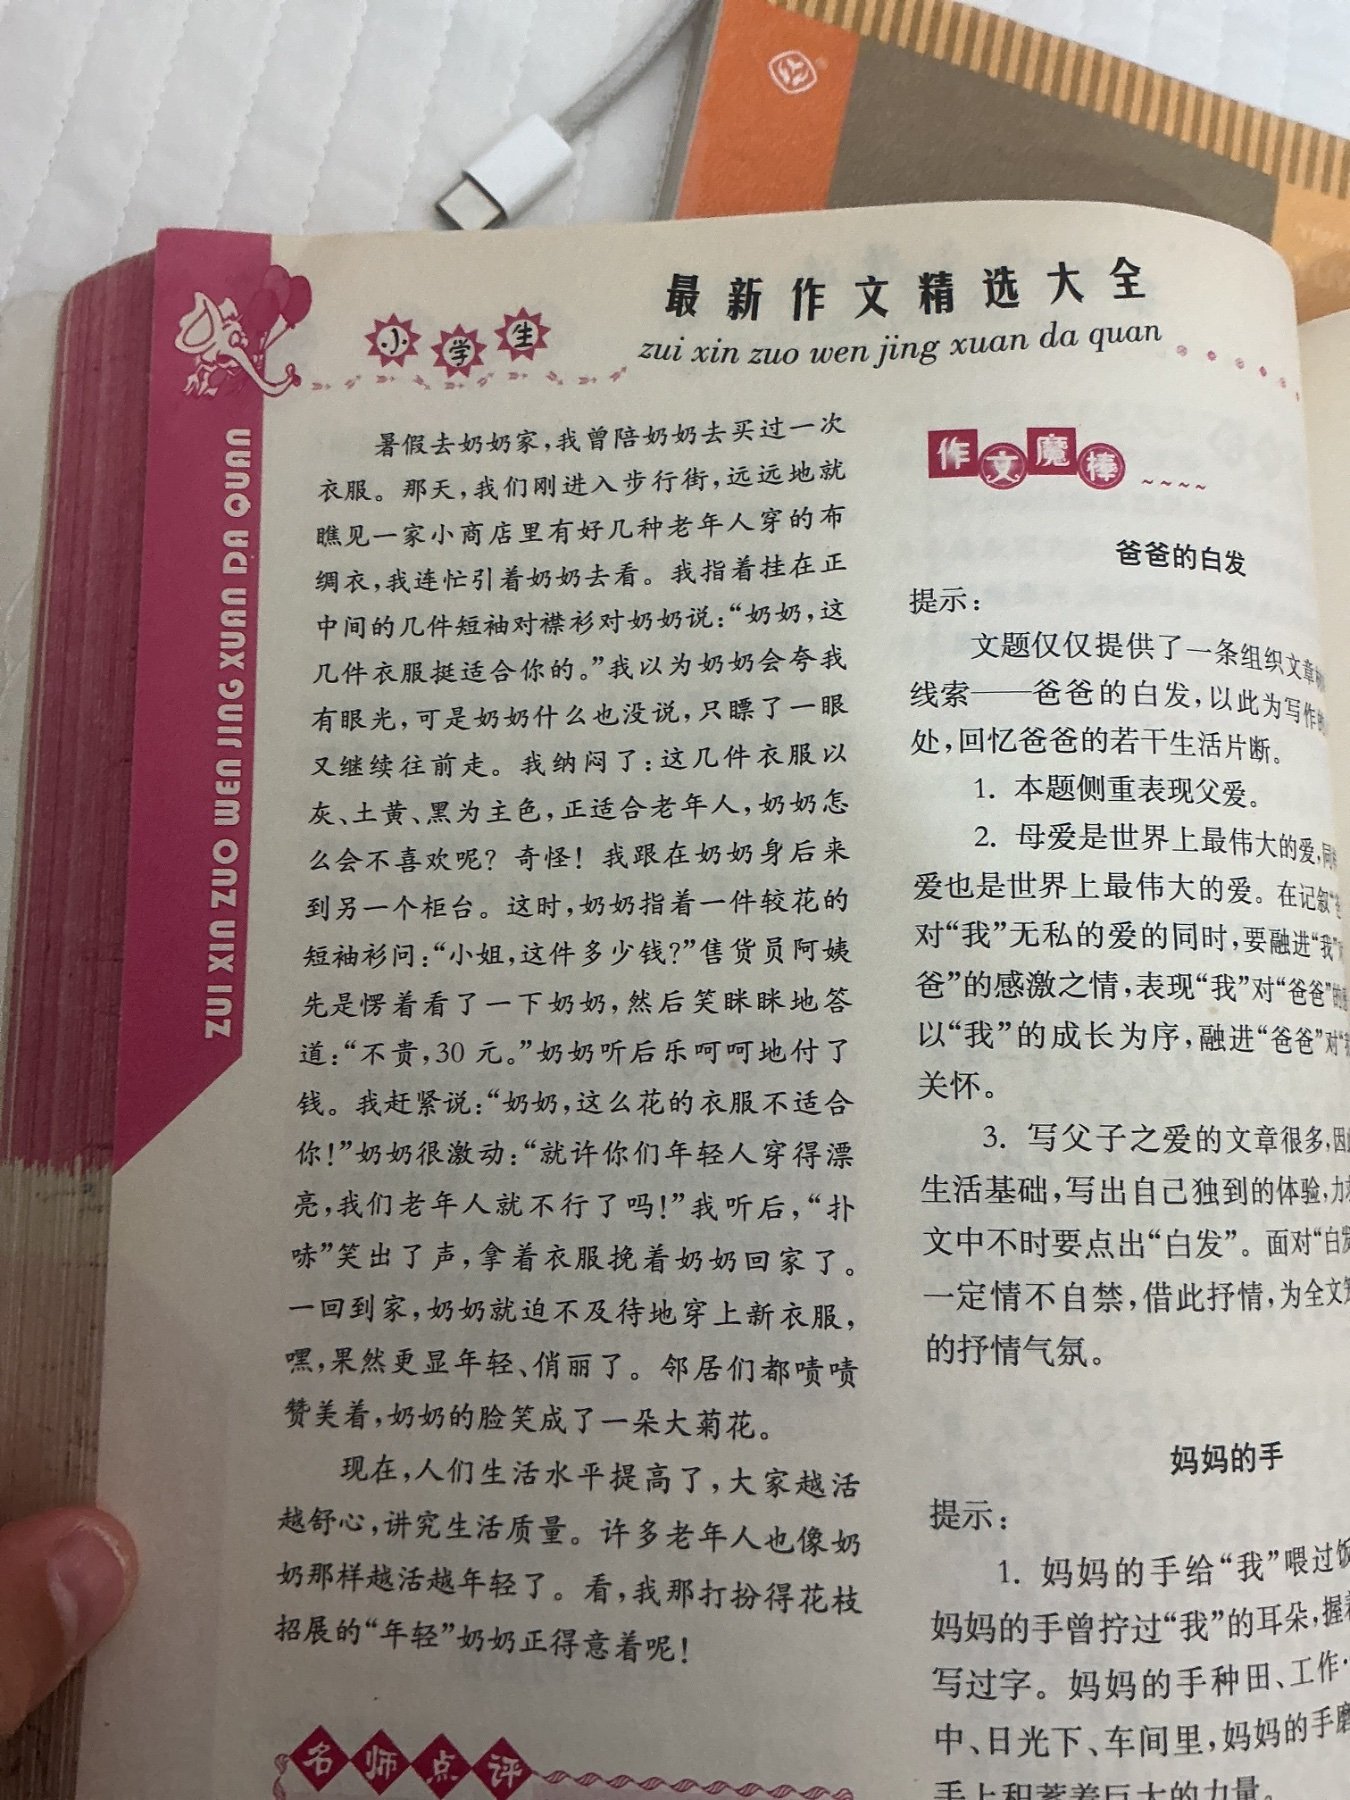 小学生
最新作文精选大全
zui xin zuo wen jing xuan da quan
ZUI XIN ZUO WEN JING XUAN DA QUAN
暑假去奶奶家,我曾陪奶奶去买过一次
衣服。那天,我们刚进入步行街,远远地就
瞧见一家小商店里有好几种老年人穿的布
绸衣,我连忙引着奶奶去看。我指着挂在正
中间的几件短袖对襟衫对奶奶说:“奶奶,这
几件衣服挺适合你的。”我以为奶奶会夸我
有眼光,可是奶奶什么也没说,只瞟了一眼
又继续往前走。我纳闷了:这几件衣服以
灰、土黄、黑为主色,正适合老年人,奶奶怎
么会不喜欢呢?奇怪!我跟在奶奶身后来
到另一个柜台。这时,奶奶指着一件较花的
短袖衫问:“小姐,这件多少钱?”售货员阿姨
先是愣着看了一下奶奶,然后笑眯眯地答
道:“不贵,30元。”奶奶听后乐呵呵地付了
钱。我赶紧说:“奶奶,这么花的衣服不适合
你!”奶奶很激动:“就许你们年轻人穿得漂
亮,我们老年人就不行了吗!”我听后,“扑
哧”笑出了声,拿着衣服挽着奶奶回家了。
一回到家,奶奶就迫不及待地穿上新衣服,
嘿,果然更显年轻、俏丽了。邻居们都啧啧
赞美着,奶奶的脸笑成了一朵大菊花。
现在,人们生活水平提高了,大家越活
越舒心,讲究生活质量。许多老年人也像奶
奶那样越活越年轻了。看,我那打扮得花枝
招展的“年轻”奶奶正得意着呢!
名师点评
作文魔棒
爸爸的白发
提示:
文题仅仅提供了一条组织文章
线索——爸爸的白发,以此为写作
处,回忆爸爸的若干生活片断。
1. 本题侧重表现父爱。
2. 母爱是世界上最伟大的爱,同
爱也是世界上最伟大的爱。在记叙“
对“我”无私的爱的同时,要融进“我”
爸”的感激之情,表现“我”对“爸爸”
以“我”的成长为序,融进“爸爸”对“
关怀。
3. 写父子之爱的文章很多,因
生活基础,写出自己独到的体验,力
文中不时要点出“白发”。面对“白发
一定情不自禁,借此抒情,为全文
的抒情气氛。
妈妈的手
提示:
1. 妈妈的手给“我”喂过饭
妈妈的手曾拧过“我”的耳朵,握
写过字。妈妈的手种田、工作
中、日光下、车间里,妈妈的手磨
手上积蓄着巨大的力量。